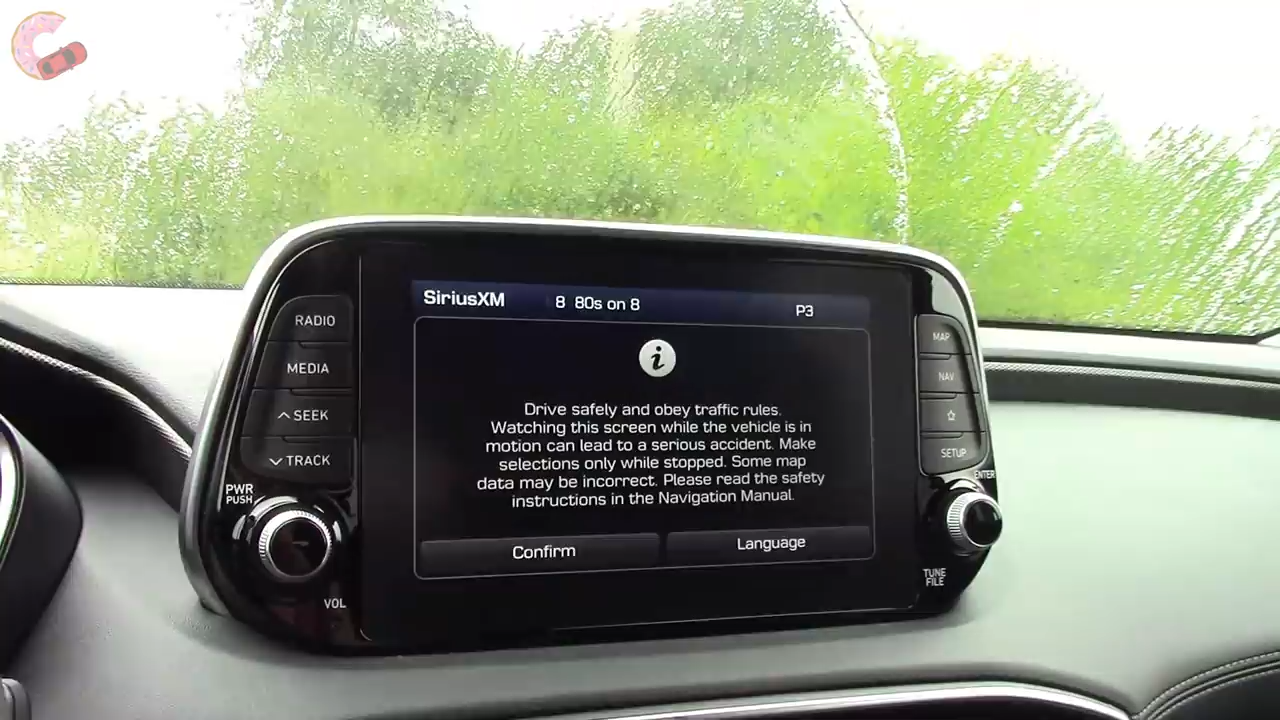 SiriusXM 8 80s on 8 P3
RADIO
MEDIA
SEEK
TRACK
PWR
PUSH
VOL
Drive safely and obey traffic rules.
Watching this screen while the vehicle is in
motion can lead to a serious accident. Make
selections only while stopped. Some map
data may be incorrect. Please read the safety
instructions in the Navigation Manual.
Confirm
Language
MAP
NAV
SETUP
ENTER
TUNE
FILE